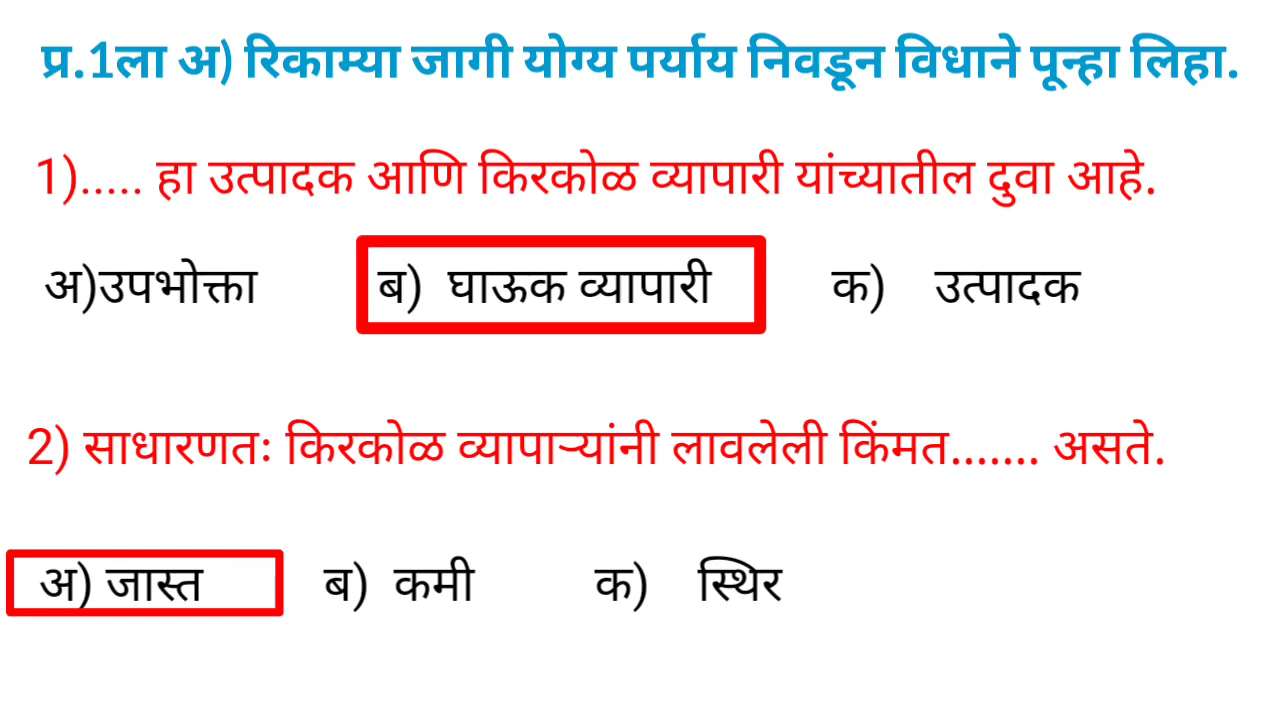 प्र.1ला अ) रिकाम्या जागी योग्य पर्याय निवडून विधाने पून्हा लिहा.
1)..... हा उत्पादक आणि किरकोळ व्यापारी यांच्यातील दुवा आहे.
अ)उपभोक्ता ब) घाऊक व्यापारी क) उत्पादक
2) साधारणतः किरकोळ व्यापाऱ्यांनी लावलेली किंमत....... असते.
अ) जास्त ब) कमी क) स्थिर